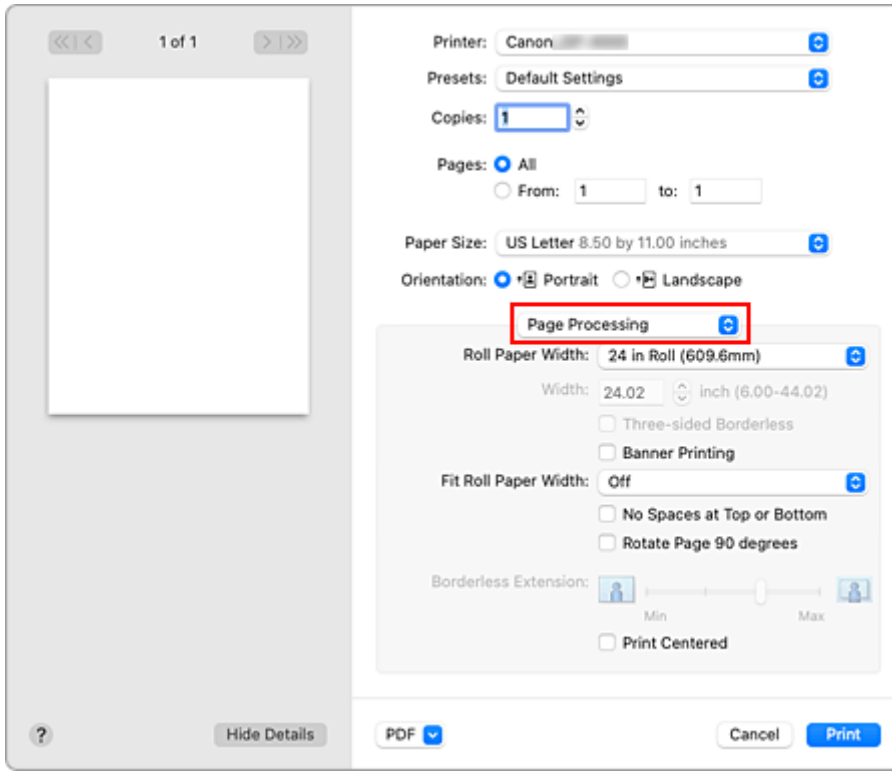 1 of 1
Printer: Canon
Presets: Default Settings
Copies: 1
Pages: All
From: 1 to: 1
Paper Size: US Letter 8.50 by 11.00 inches
Orientation: Portrait Landscape
Page Processing
Roll Paper Width: 24 in Roll (609.6mm)
Width: 24.02 inch (6.00-44.02)
Three-sided Borderless
Banner Printing
Fit Roll Paper Width: Off
No Spaces at Top or Bottom
Rotate Page 90 degrees
Borderless Extension:
Min Max
Print Centered
? Hide Details PDF Cancel Print